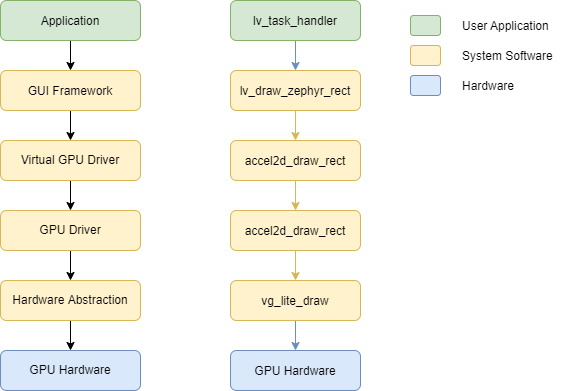 Application
lv_task_handler
User Application
System Software
Hardware
GUI Framework
lv_draw_zephyr_rect
Virtual GPU Driver
accel2d_draw_rect
GPU Driver
accel2d_draw_rect
Hardware Abstraction
vg_lite_draw
GPU Hardware
GPU Hardware